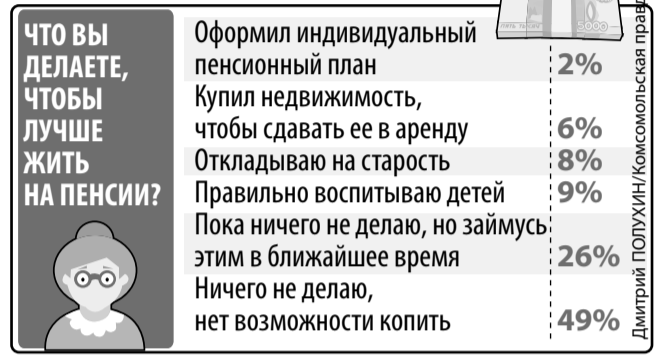 ЧТО ВЫ
ДЕЛАЕТЕ,
ЧТОБЫ
ЛУЧШЕ
ЖИТЬ
НА ПЕНСИИ?
Оформил индивидуальный
пенсионный план 2%
Купил недвижимость,
чтобы сдавать ее в аренду 6%
Откладываю на старость 8%
Правильно воспитываю детей 9%
Пока ничего не делаю, но займусь
этим в ближайшее время 26%
Ничего не делаю,
нет возможности копить 49%
5000
Дмитрий ПОЛУХИН/Комсомольская